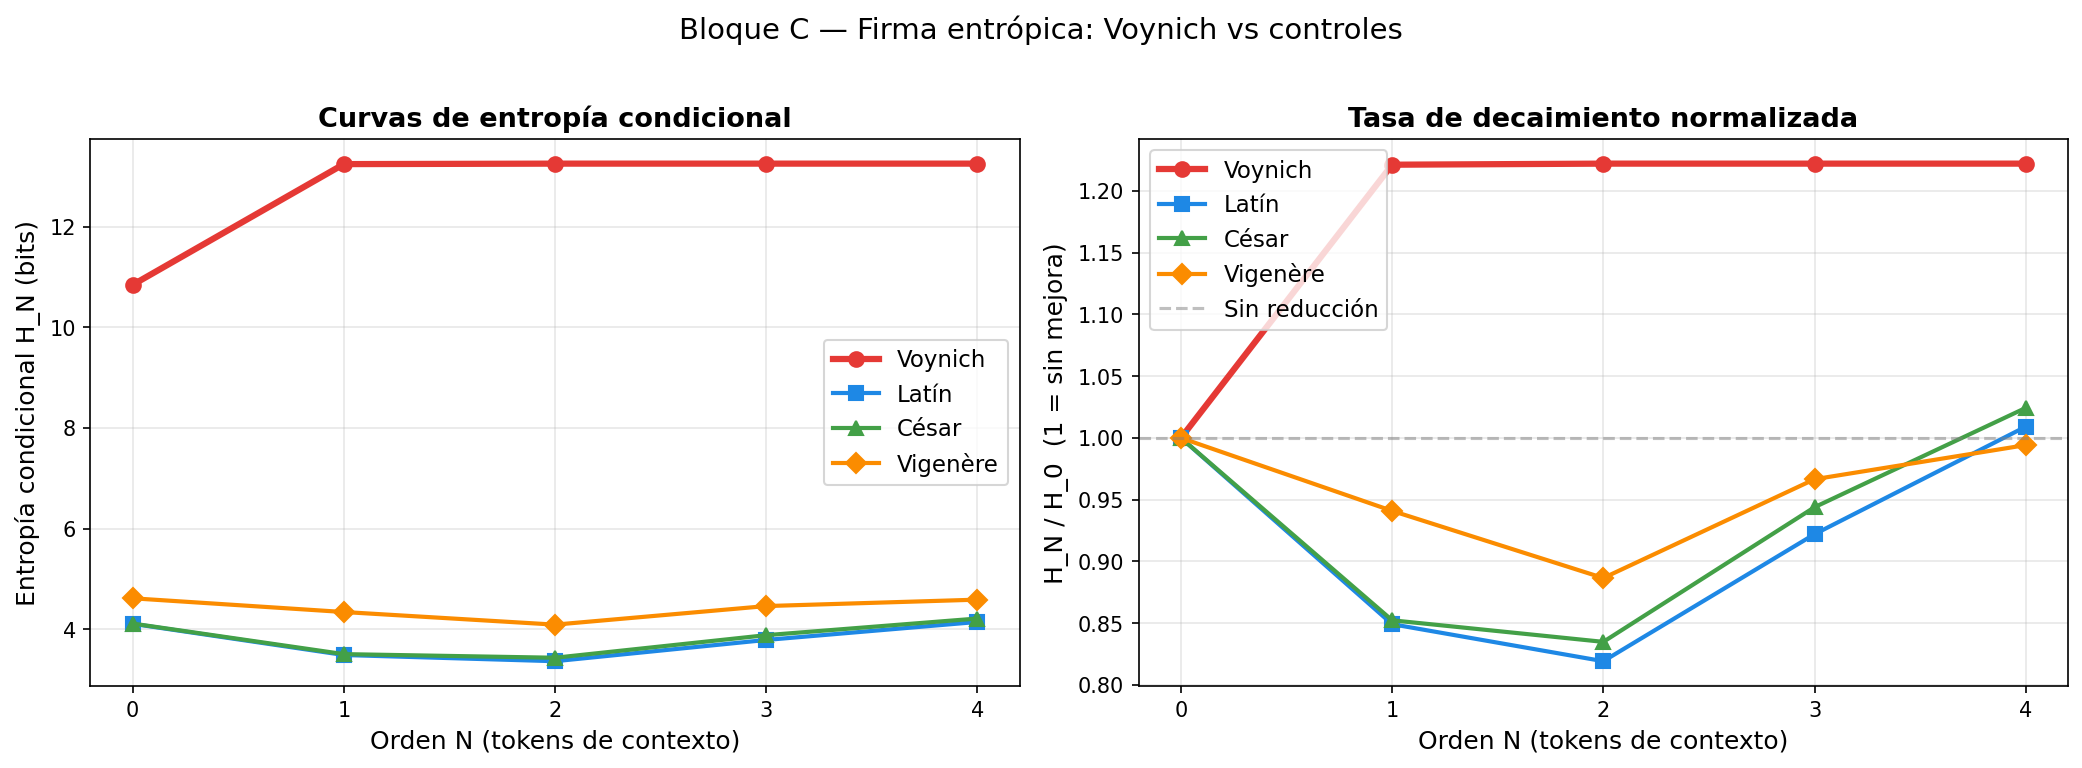 Bloque C — Firma entrópica: Voynich vs controles
Curvas de entropía condicional
Entropía condicional H_N (bits)
12
10
8
6
4
0 1 2 3 4
Orden N (tokens de contexto)
Voynich
Latín
César
Vigenère
Tasa de decaimiento normalizada
H_N / H_0 (1 = sin mejora)
1.20
1.15
1.10
1.05
1.00
0.95
0.90
0.85
0.80
0 1 2 3 4
Orden N (tokens de contexto)
Voynich
Latín
César
Vigenère
Sin reducción